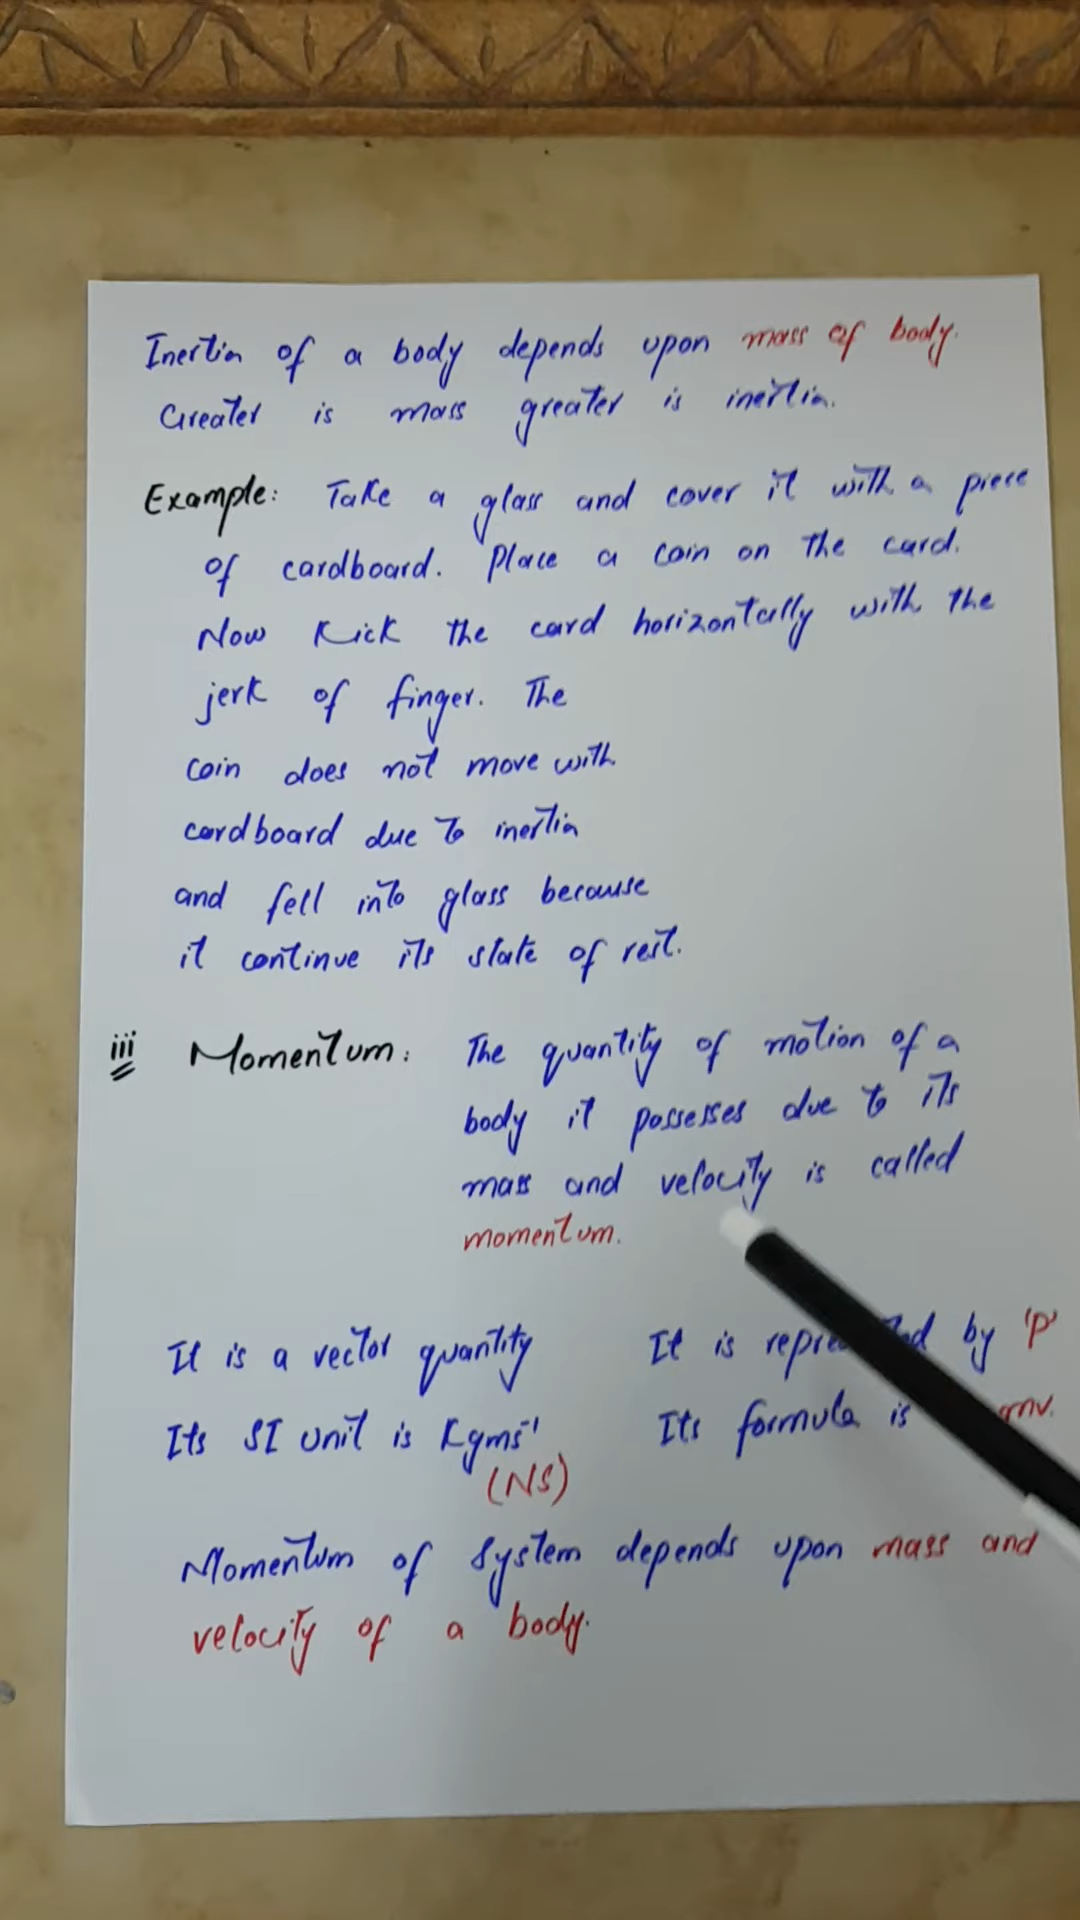 Inertia of a body depends upon mass of body.
Greater is mass greater is inertia.
Example: Take a glass and cover it with a piece
of cardboard. Place a coin on the card.
Now Kick the card horizontally with the
jerk of finger. The
coin does not move with
cardboard due to inertia
and fell into glass because
it continue its state of rest.
iii Momentum: The quantity of motion of a
body it possesses due to its
mass and velocity is called
momentum.
It is a vector quantity It is by 'P'
Its SI Unit is Kgms⁻¹ Its formula is mv.
(NS)
Momentum of System depends upon mass and
velocity of a body.